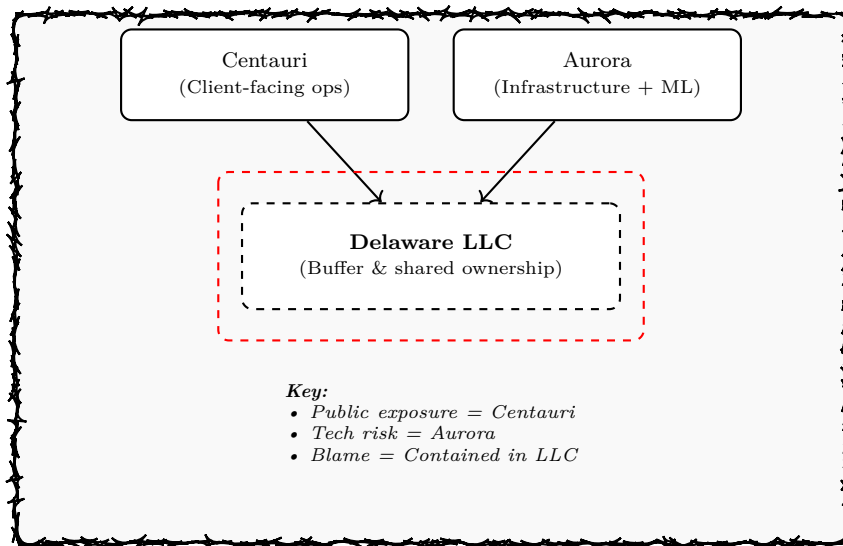 Centauri
(Client-facing ops)
Aurora
(Infrastructure + ML)
Delaware LLC
(Buffer & shared ownership)
Key:
• Public exposure = Centauri
• Tech risk = Aurora
• Blame = Contained in LLC